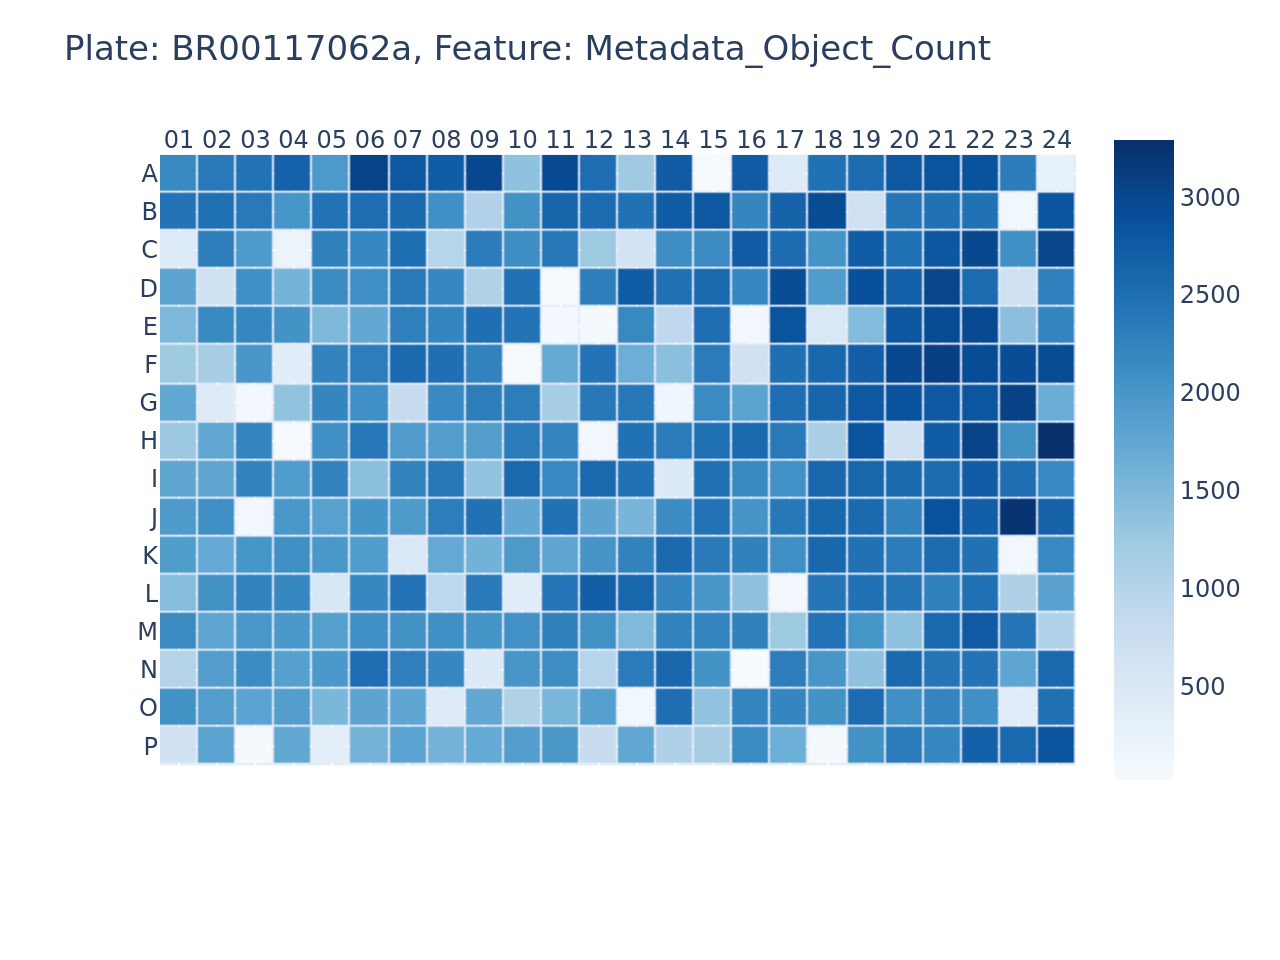 Plate: BR00117062a, Feature: Metadata_Object_Count
01 02 03 04 05 06 07 08 09 10 11 12 13 14 15 16 17 18 19 20 21 22 23 24
A
B
C
D
E
F
G
H
I
J
K
L
M
N
O
P
3000
2500
2000
1500
1000
500